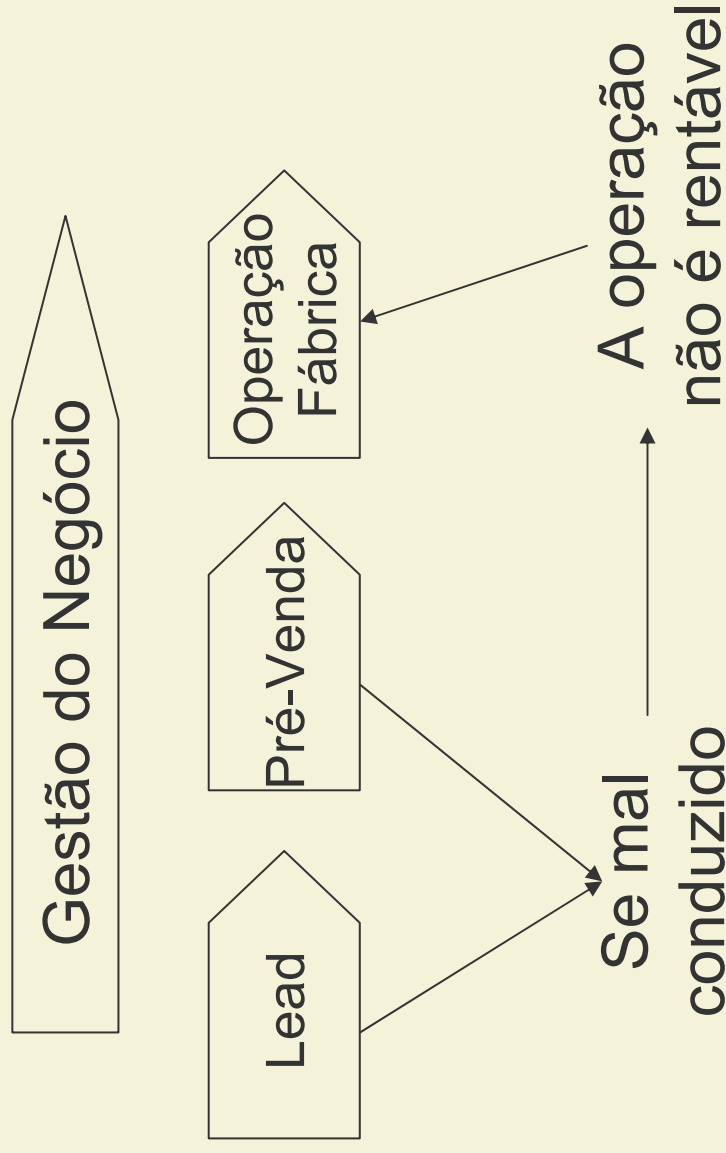 Gestão do Negócio
Lead
Pré-Venda
Operação
Fábrica
Se mal
conduzido
A operação
não é rentável